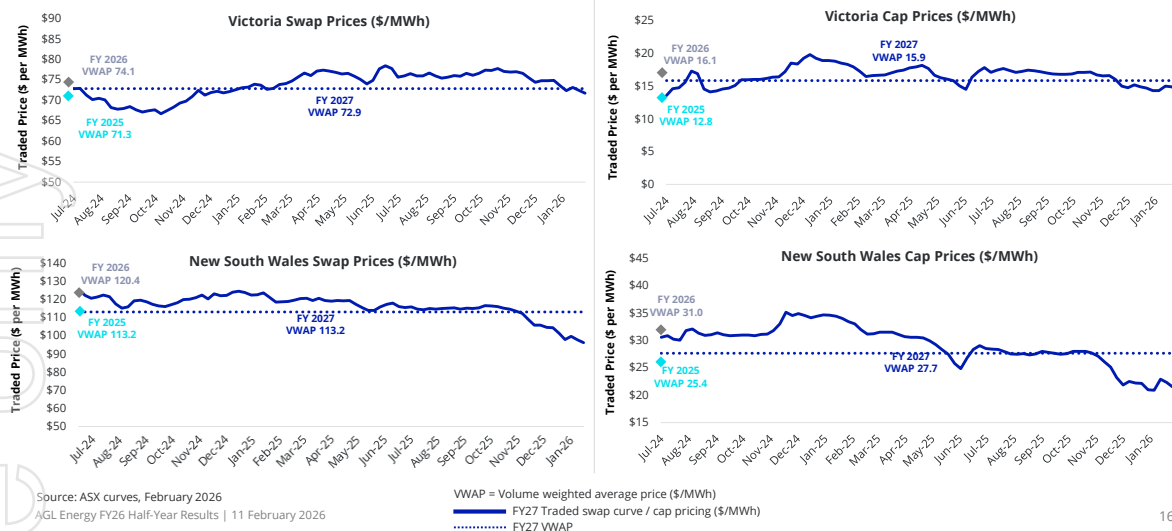 Victoria Swap Prices ($/MWh)
Traded Price ($ per MWh)
$90
$85
$80
$75
$70
$65
$60
$55
$50
FY 2026
VWAP 74.1
FY 2025
VWAP 71.3
FY 2027
VWAP 72.9
Jul-24
Aug-24
Sep-24
Oct-24
Nov-24
Dec-24
Jan-25
Feb-25
Mar-25
Apr-25
May-25
Jun-25
Jul-25
Aug-25
Sep-25
Oct-25
Nov-25
Dec-25
Jan-26
Victoria Cap Prices ($/MWh)
Traded Price ($ per MWh)
$25
$20
$15
$10
$5
$0
FY 2026
VWAP 16.1
FY 2025
VWAP 12.8
FY 2027
VWAP 15.9
Jul-24
Aug-24
Sep-24
Oct-24
Nov-24
Dec-24
Jan-25
Feb-25
Mar-25
Apr-25
May-25
Jun-25
Jul-25
Aug-25
Sep-25
Oct-25
Nov-25
Dec-25
Jan-26
New South Wales Swap Prices ($/MWh)
Traded Price ($ per MWh)
$140
$130
$120
$110
$100
$90
$80
$70
$60
$50
FY 2026
VWAP 120.4
FY 2025
VWAP 113.2
FY 2027
VWAP 113.2
Jul-24
Aug-24
Sep-24
Oct-24
Nov-24
Dec-24
Jan-25
Feb-25
Mar-25
Apr-25
May-25
Jun-25
Jul-25
Aug-25
Sep-25
Oct-25
Nov-25
Dec-25
Jan-26
New South Wales Cap Prices ($/MWh)
Traded Price ($ per MWh)
$45
$40
$35
$30
$25
$20
$15
FY 2026
VWAP 31.0
FY 2025
VWAP 25.4
FY 2027
VWAP 27.7
Jul-24
Aug-24
Sep-24
Oct-24
Nov-24
Dec-24
Jan-25
Feb-25
Mar-25
Apr-25
May-25
Jun-25
Jul-25
Aug-25
Sep-25
Oct-25
Nov-25
Dec-25
Jan-26
Source: ASX curves, February 2026
AGL Energy FY26 Half-Year Results | 11 February 2026
VWAP = Volume weighted average price ($/MWh)
FY27 Traded swap curve / cap pricing ($/MWh)
FY27 VWAP
16